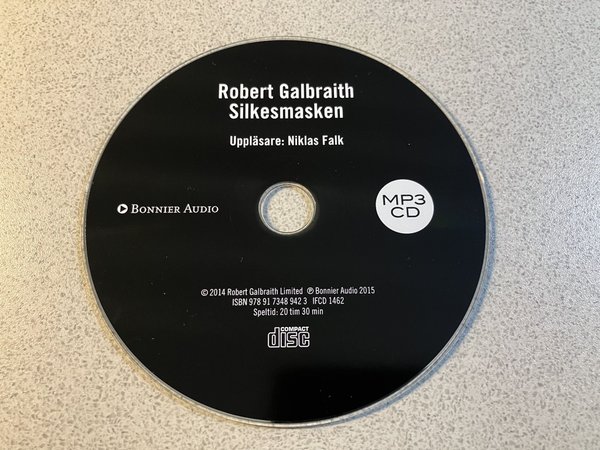 Robert Galbraith
Silkesmasken
Uppläsare: Niklas Falk
BONNIER AUDIO
MP3
CD
© 2014 Robert Galbraith Limited ℗ Bonnier Audio 2015
ISBN 978 91 7348 942 3 IFCD 1462
Speltid: 20 tim 30 min
COMPACT
disc